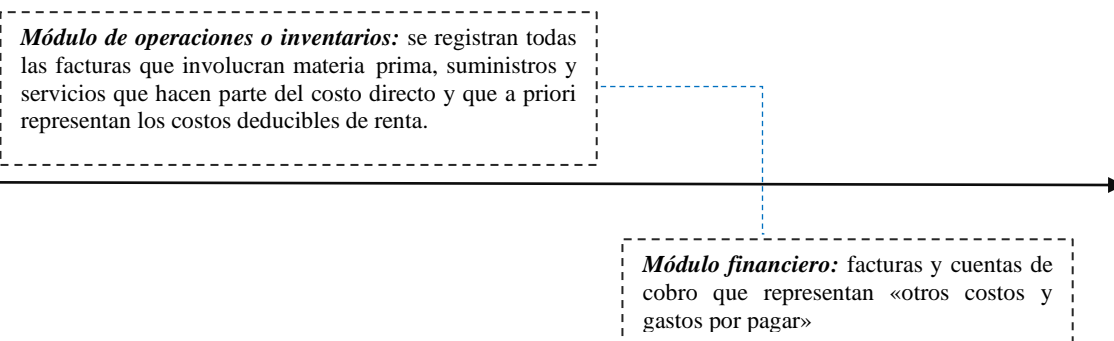 Módulo de operaciones o inventarios: se registran todas
las facturas que involucran materia prima, suministros y
servicios que hacen parte del costo directo y que a priori
representan los costos deducibles de renta.
Módulo financiero: facturas y cuentas de
cobro que representan «otros costos y
gastos por pagar»